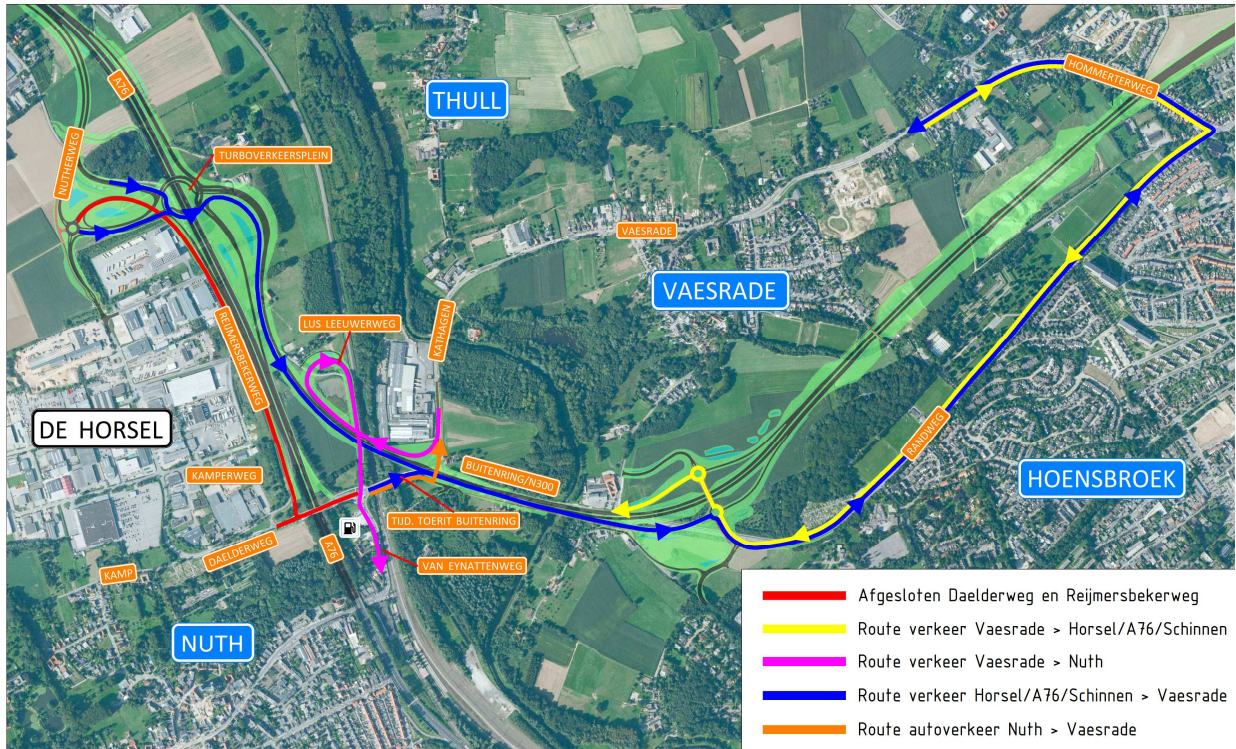 A76
THULL
HOMMERTERWEG
NUTHERWEG
TURBOVERKEERSPLEIN
VAESRADE
VAESRADE
LUS LEEUWERWEG
KATHAGEN
REIJMERSBEKERWEG
DE HORSEL
KAMPERWEG
BUITENRING/N300
RANDWEG
HOENSBROEK
TIJD. TOERIT BUITENRING
DAELDERWEG
A76
VAN EYNATTENWEG
KAMP
NUTH
Afgesloten Daelderweg en Reijmersbekerweg
Route verkeer Vaesrade > Horsel/A76/Schinnen
Route verkeer Vaesrade > Nuth
Route verkeer Horsel/A76/Schinnen > Vaesrade
Route autoverkeer Nuth > Vaesrade